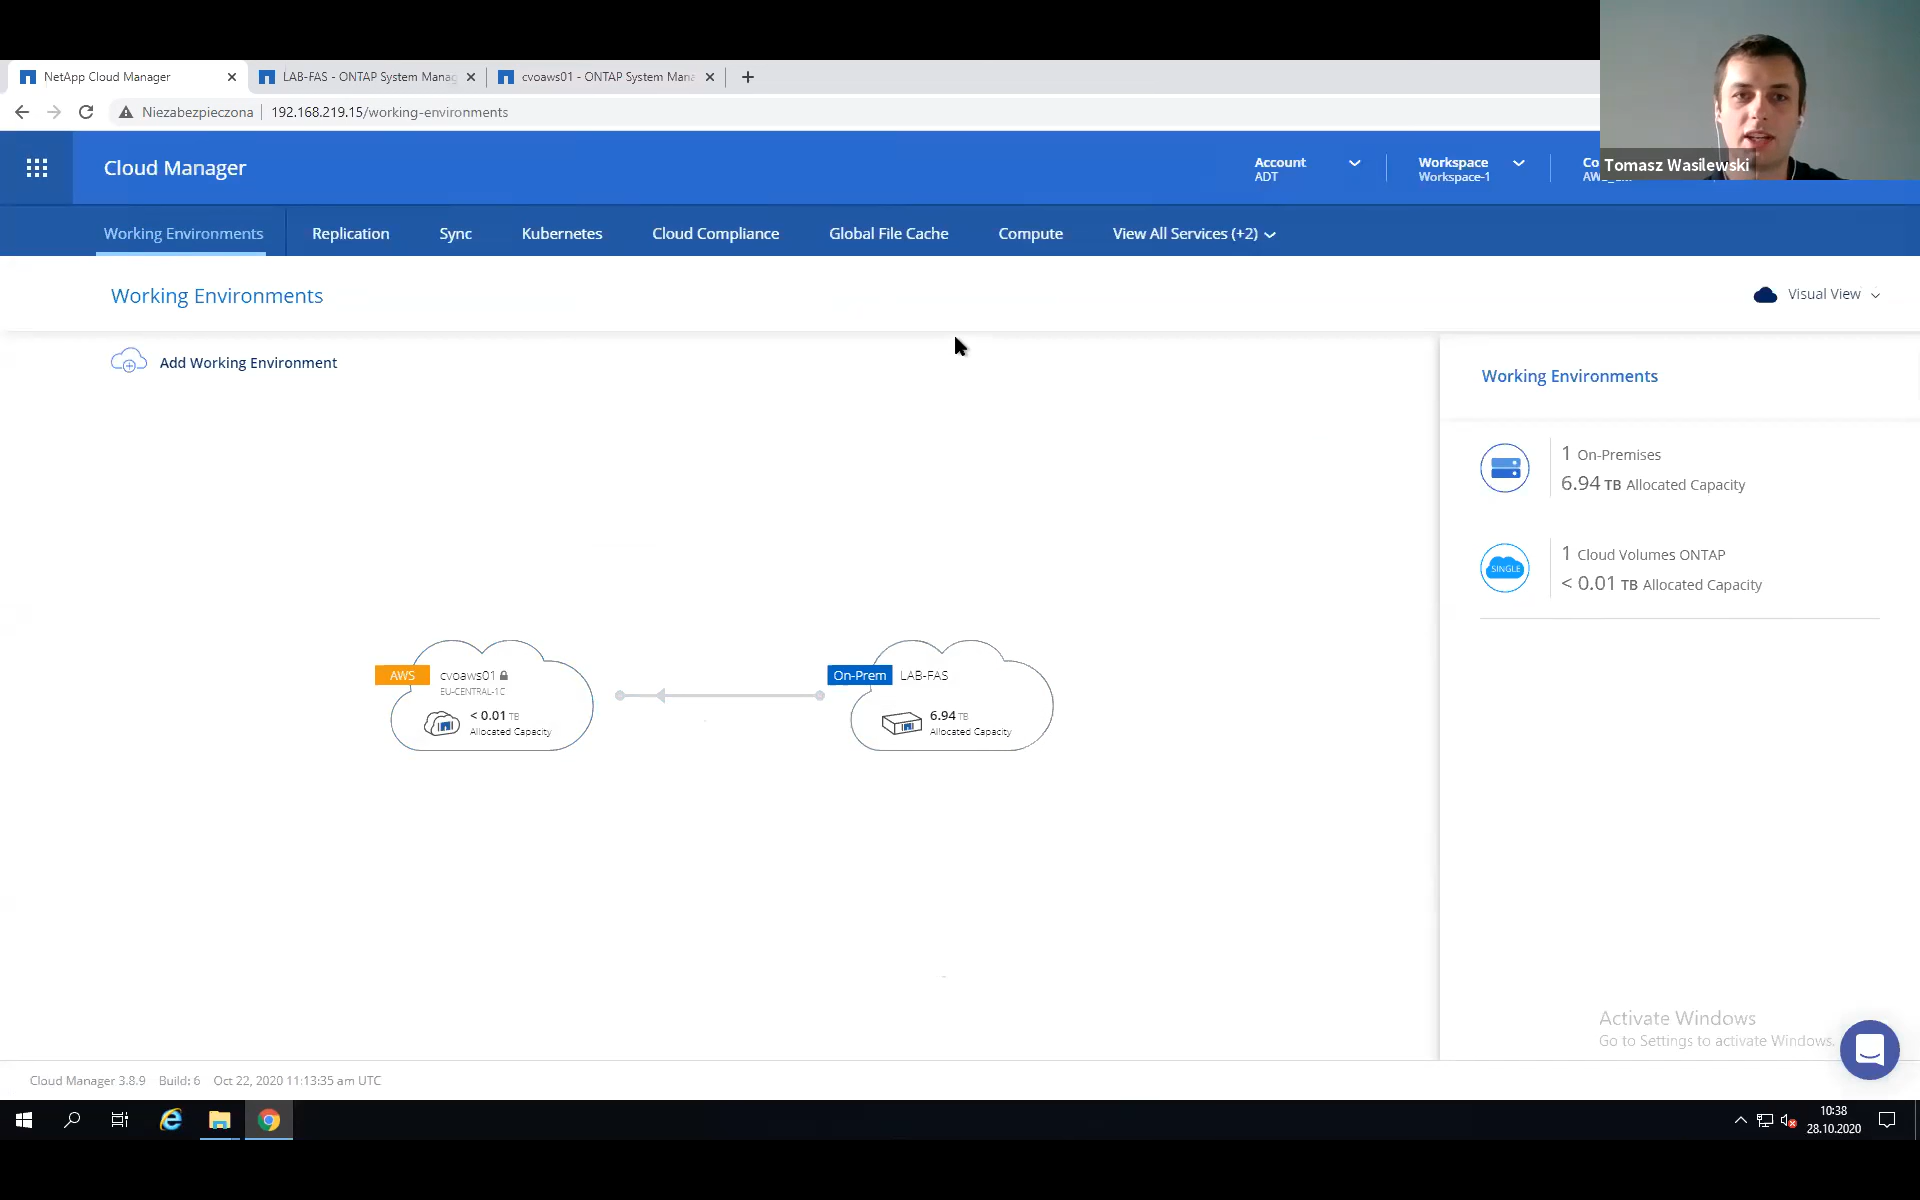 NetApp Cloud Manager
LAB-FAS - ONTAP System Manag
cvoaws01 - ONTAP System Mana
Niezabezpieczona
192.168.219.15/working-environments
Cloud Manager
Account
ADT
Workspace
Workspace-1
Co
Tomasz Wasilewski
Working Environments
Replication
Sync
Kubernetes
Cloud Compliance
Global File Cache
Compute
View All Services (+2)
Working Environments
Visual View
Add Working Environment
Working Environments
1 On-Premises
6.94 TB Allocated Capacity
SINGLE
1 Cloud Volumes ONTAP
< 0.01 TB Allocated Capacity
AWS
cvoaws01
EU-CENTRAL-1C
< 0.01 TB
Allocated Capacity
On-Prem
LAB-FAS
6.94 TB
Allocated Capacity
Activate Windows
Go to Settings to activate Windows.
Cloud Manager 3.8.9 Build: 6 Oct 22, 2020 11:13:35 am UTC
10:38
28.10.2020